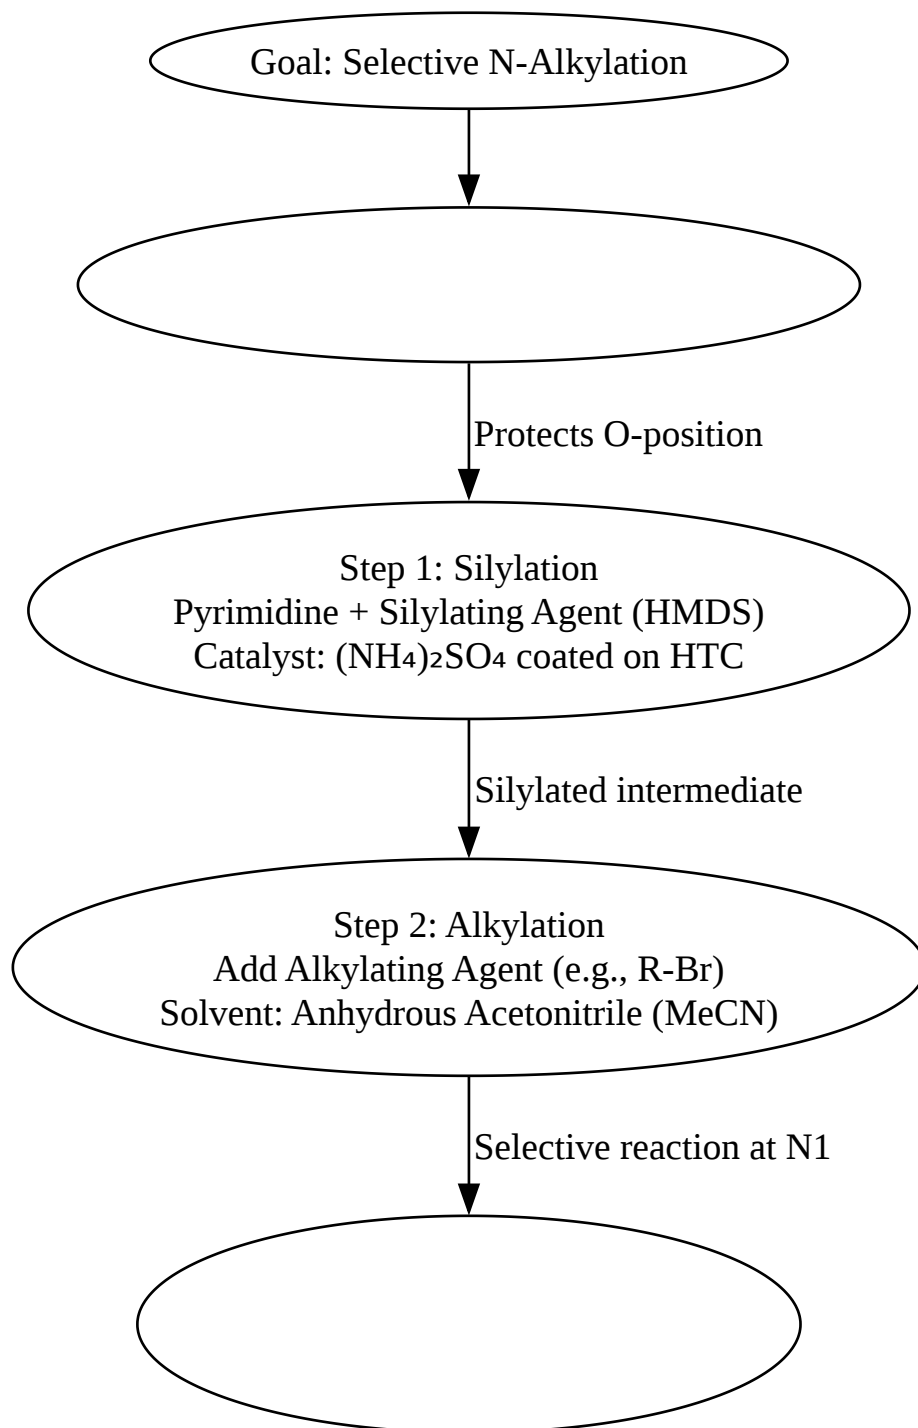 Goal: Selective N-Alkylation
Protects O-position
Step 1: Silylation
Pyrimidine + Silylating Agent (HMDS)
Catalyst: (NH₄)₂SO₄ coated on HTC
Silylated intermediate
Step 2: Alkylation
Add Alkylating Agent (e.g., R-Br)
Solvent: Anhydrous Acetonitrile (MeCN)
Selective reaction at N1